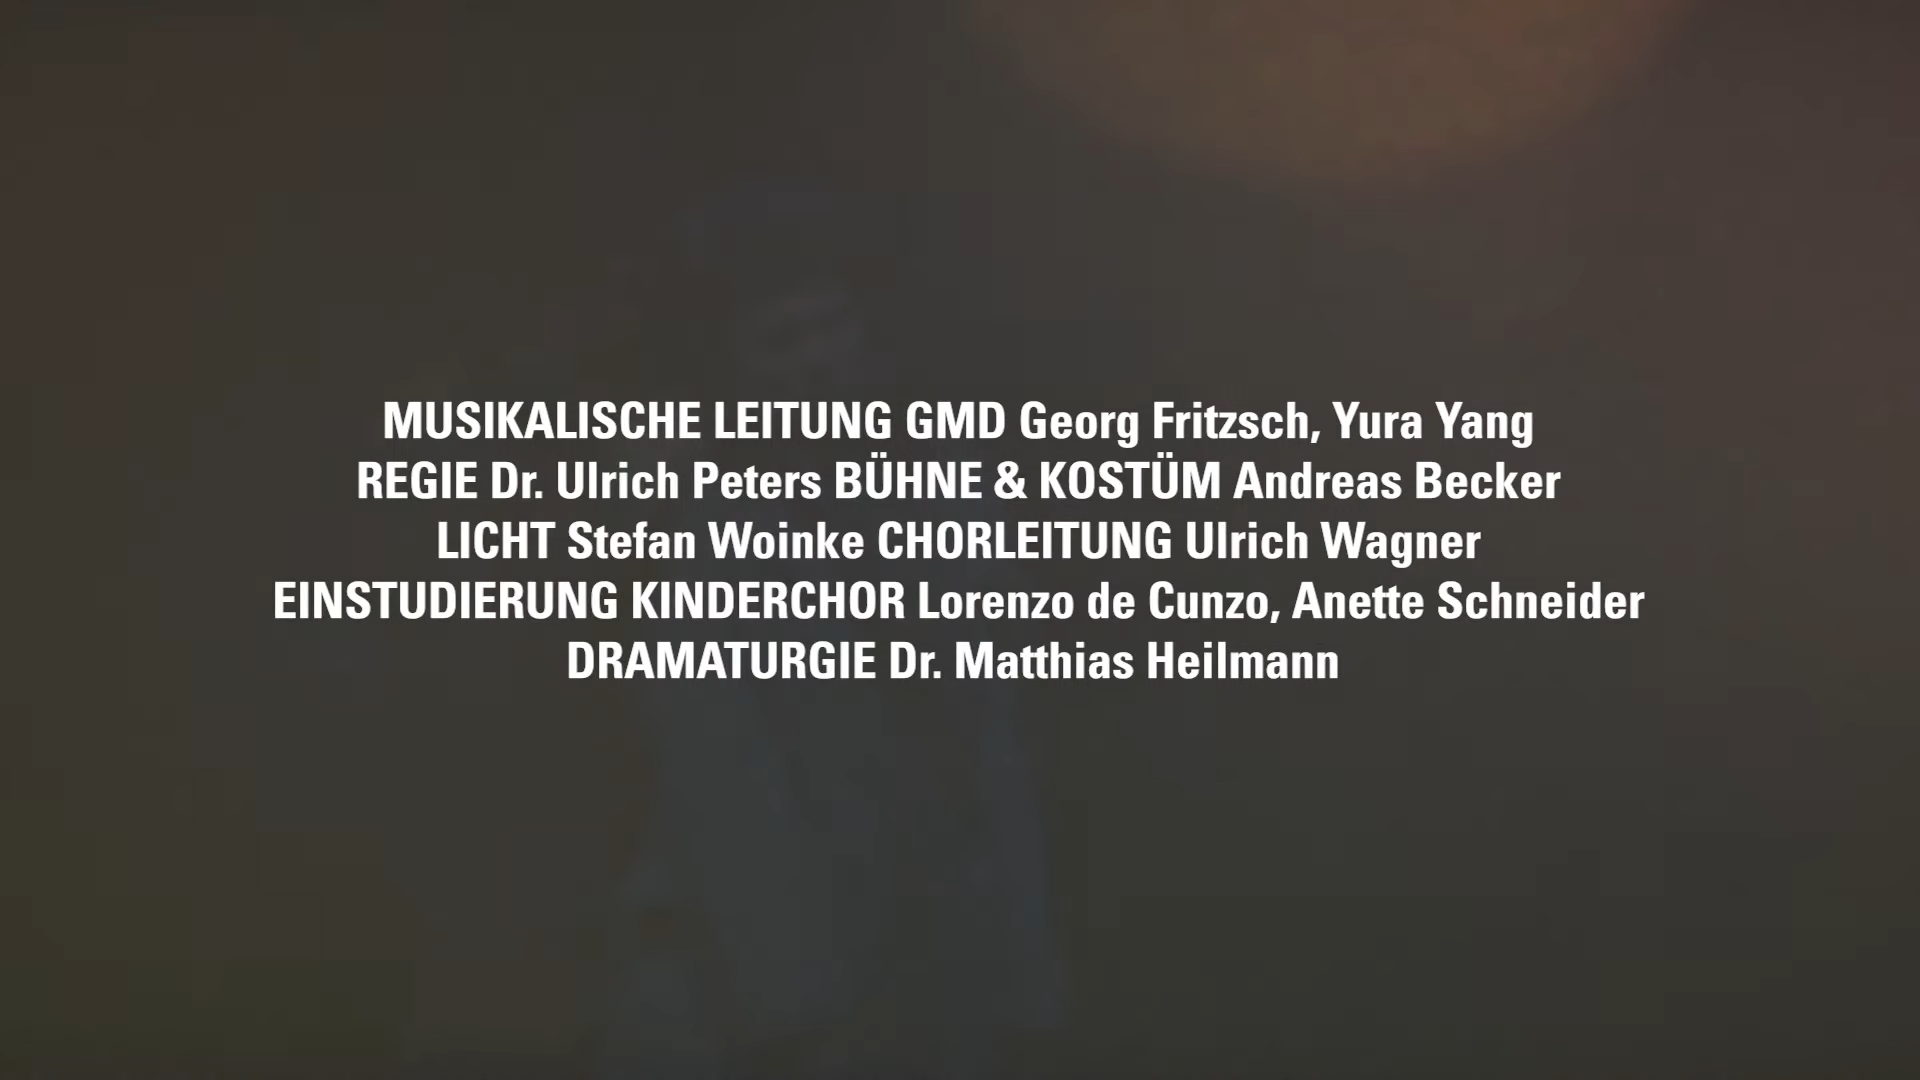 MUSIKALISCHE LEITUNG GMD Georg Fritzsch, Yura Yang
REGIE Dr. Ulrich Peters BÜHNE & KOSTÜM Andreas Becker
LICHT Stefan Woinke CHORLEITUNG Ulrich Wagner
EINSTUDIERUNG KINDERCHOR Lorenzo de Cunzo, Anette Schneider
DRAMATURGIE Dr. Matthias Heilmann